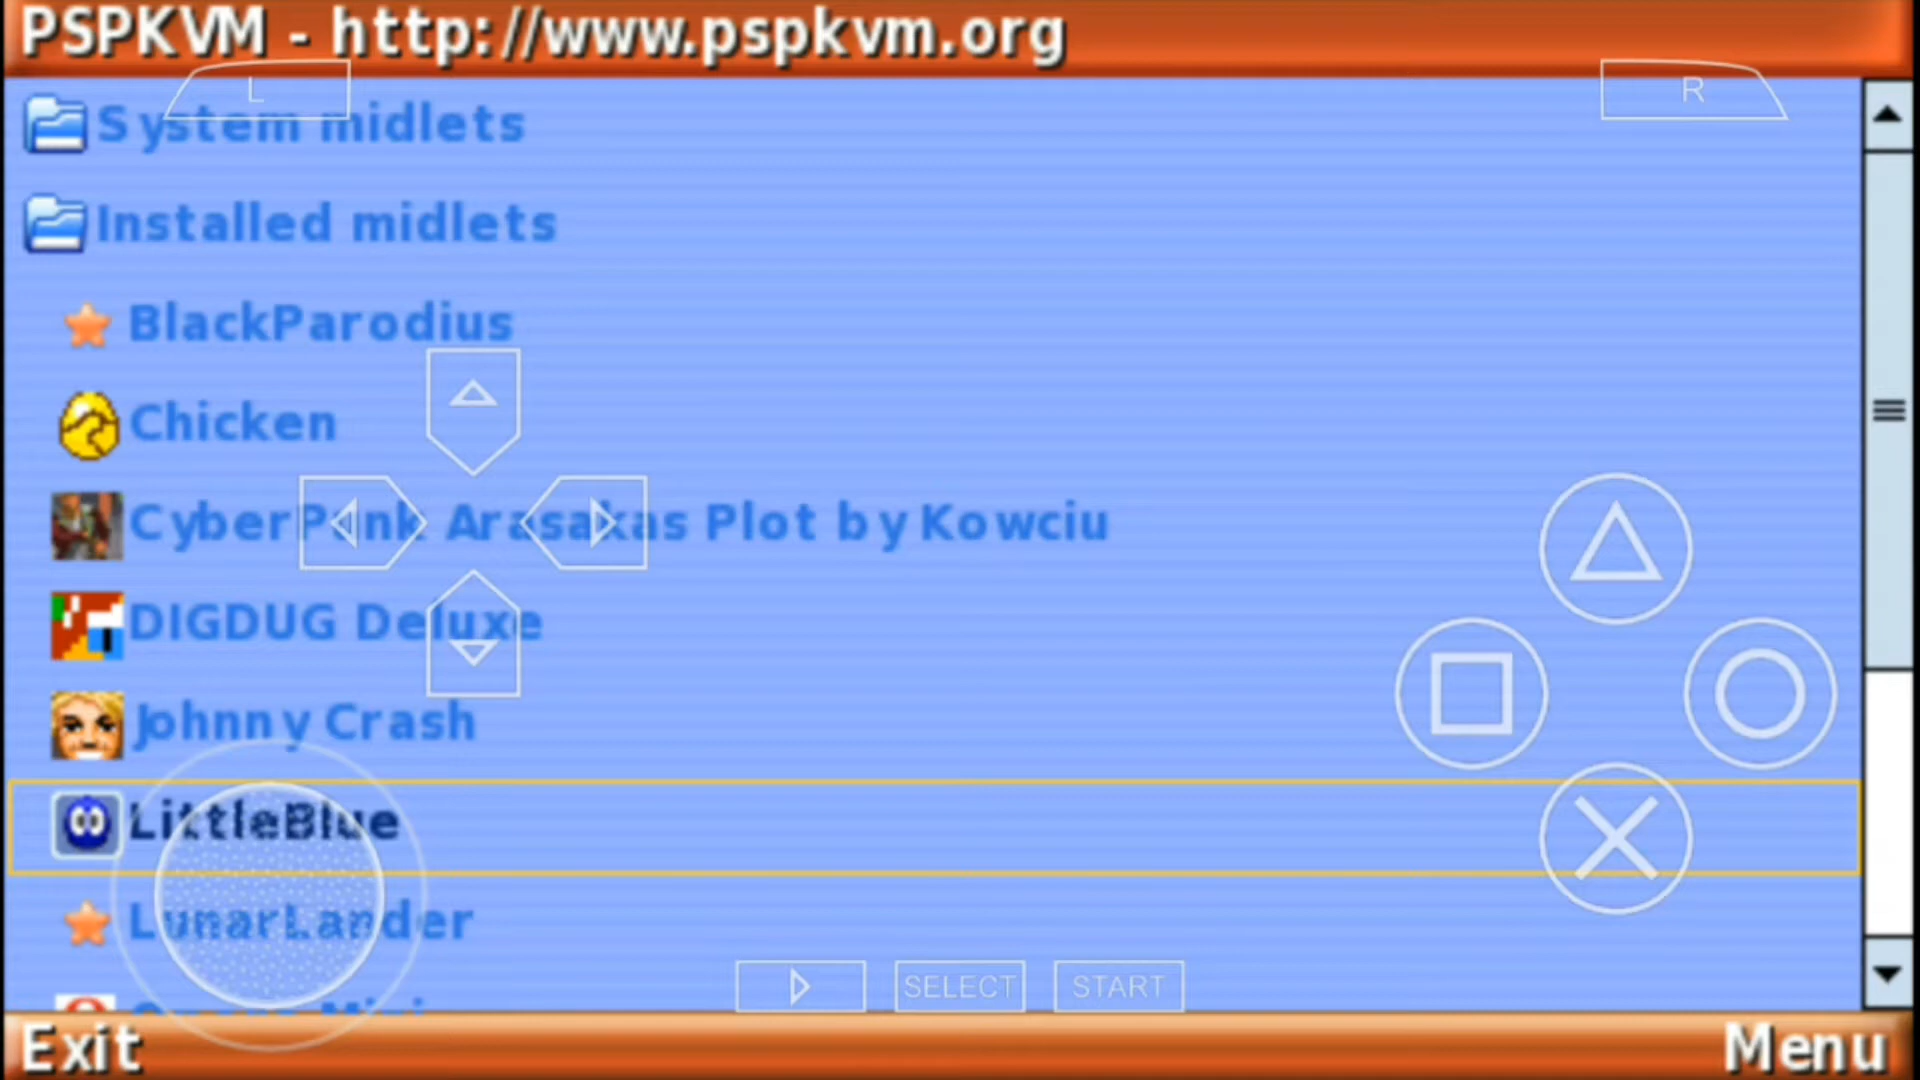 PSPKVM - http://www.pspkvm.org
L
R
System midlets
Installed midlets
BlackParodius
Chicken
CyberPunk Arasakas Plot by Kowciu
DIGDUG Deluxe
Johnny Crash
LittleBlue
LunarLander
SELECT START
Exit Menu